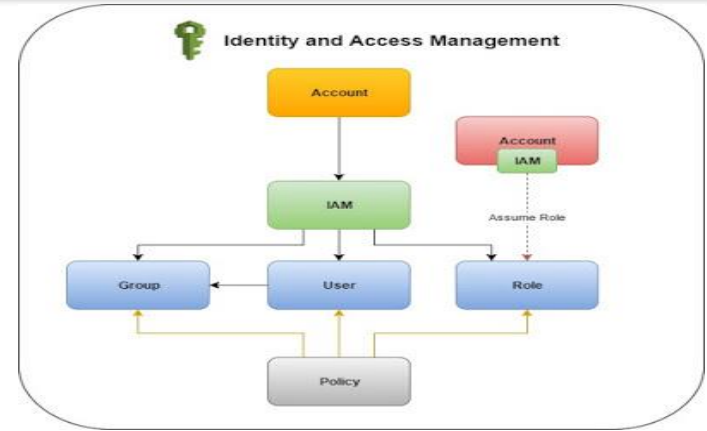 Identity and Access Management
Account
Account
IAM
IAM
Assume Role
Group
User
Role
Policy